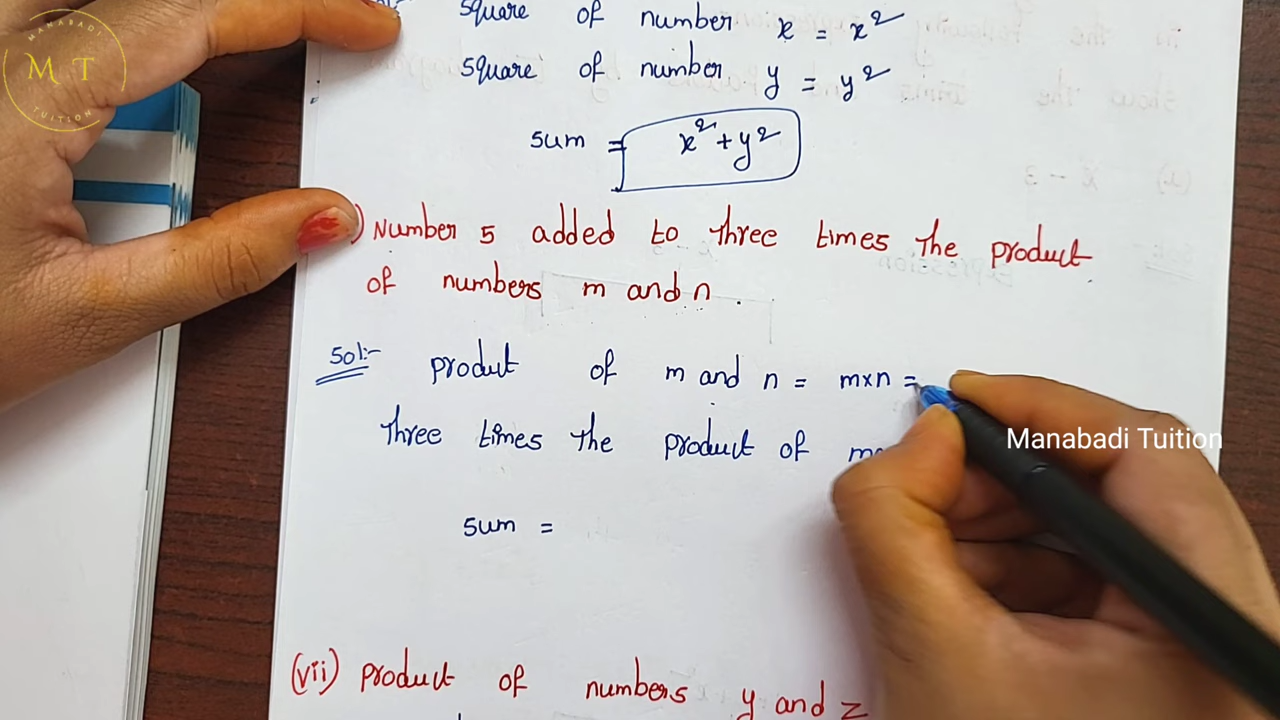 square of number x = x²
square of number y = y²
sum = x² + y²
) Number 5 added to three times the product
of numbers m and n .
Sol:- product of m and n = m×n =
three times the product of
sum =
(vii) product of numbers y and z
MANABADI
M T
TUITION
Manabadi Tuition